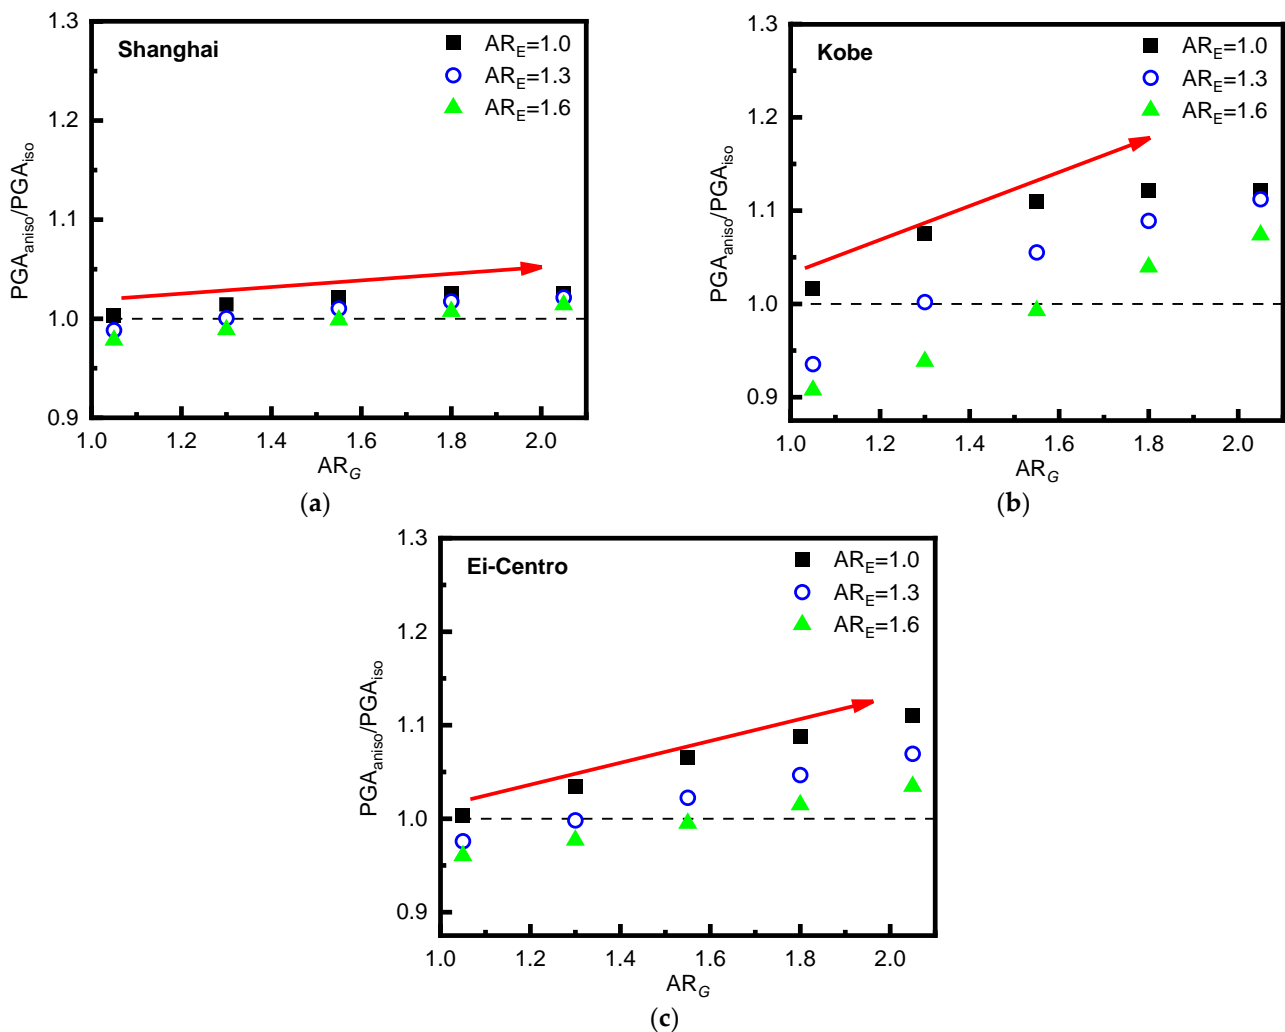 Shanghai
AR_E=1.0
AR_E=1.3
AR_E=1.6
1.3
1.2
1.1
1.0
0.9
PGA_aniso/PGA_iso
1.0 1.2 1.4 1.6 1.8 2.0
AR_G
(a)
Kobe
AR_E=1.0
AR_E=1.3
AR_E=1.6
1.3
1.2
1.1
1.0
0.9
PGA_aniso/PGA_iso
1.0 1.2 1.4 1.6 1.8 2.0
AR_G
(b)
Ei-Centro
AR_E=1.0
AR_E=1.3
AR_E=1.6
1.3
1.2
1.1
1.0
0.9
PGA_aniso/PGA_iso
1.0 1.2 1.4 1.6 1.8 2.0
AR_G
(c)